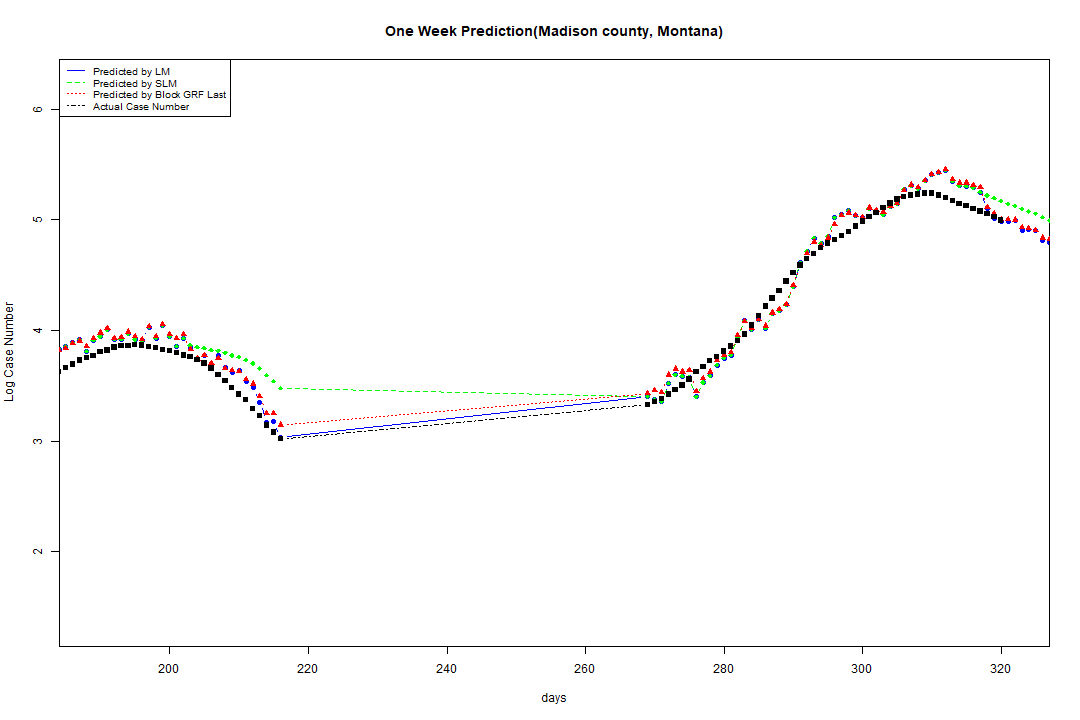 One Week Prediction(Madison county, Montana)
Predicted by LM
Predicted by SLM
Predicted by Block GRF Last
Actual Case Number
6
5
4
3
2
Log Case Number
200 220 240 260 280 300 320
days